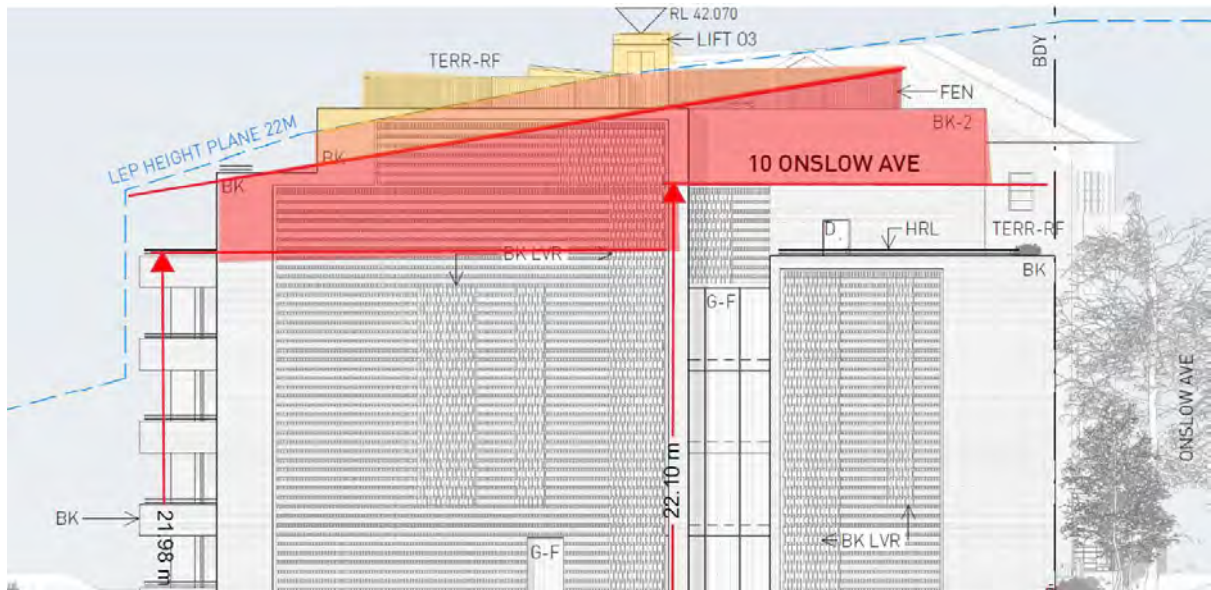 RL 42.070
LIFT 03
TERR-RF
BDY
FEN
LEP HEIGHT PLANE 22M
BK
BK-2
10 ONSLOW AVE
BK
D.
HRL
TERR-RF
BK LVR
BK
G-F
ONSLOW AVE
22.10 m
BK
21.98 m
G-F
BK LVR